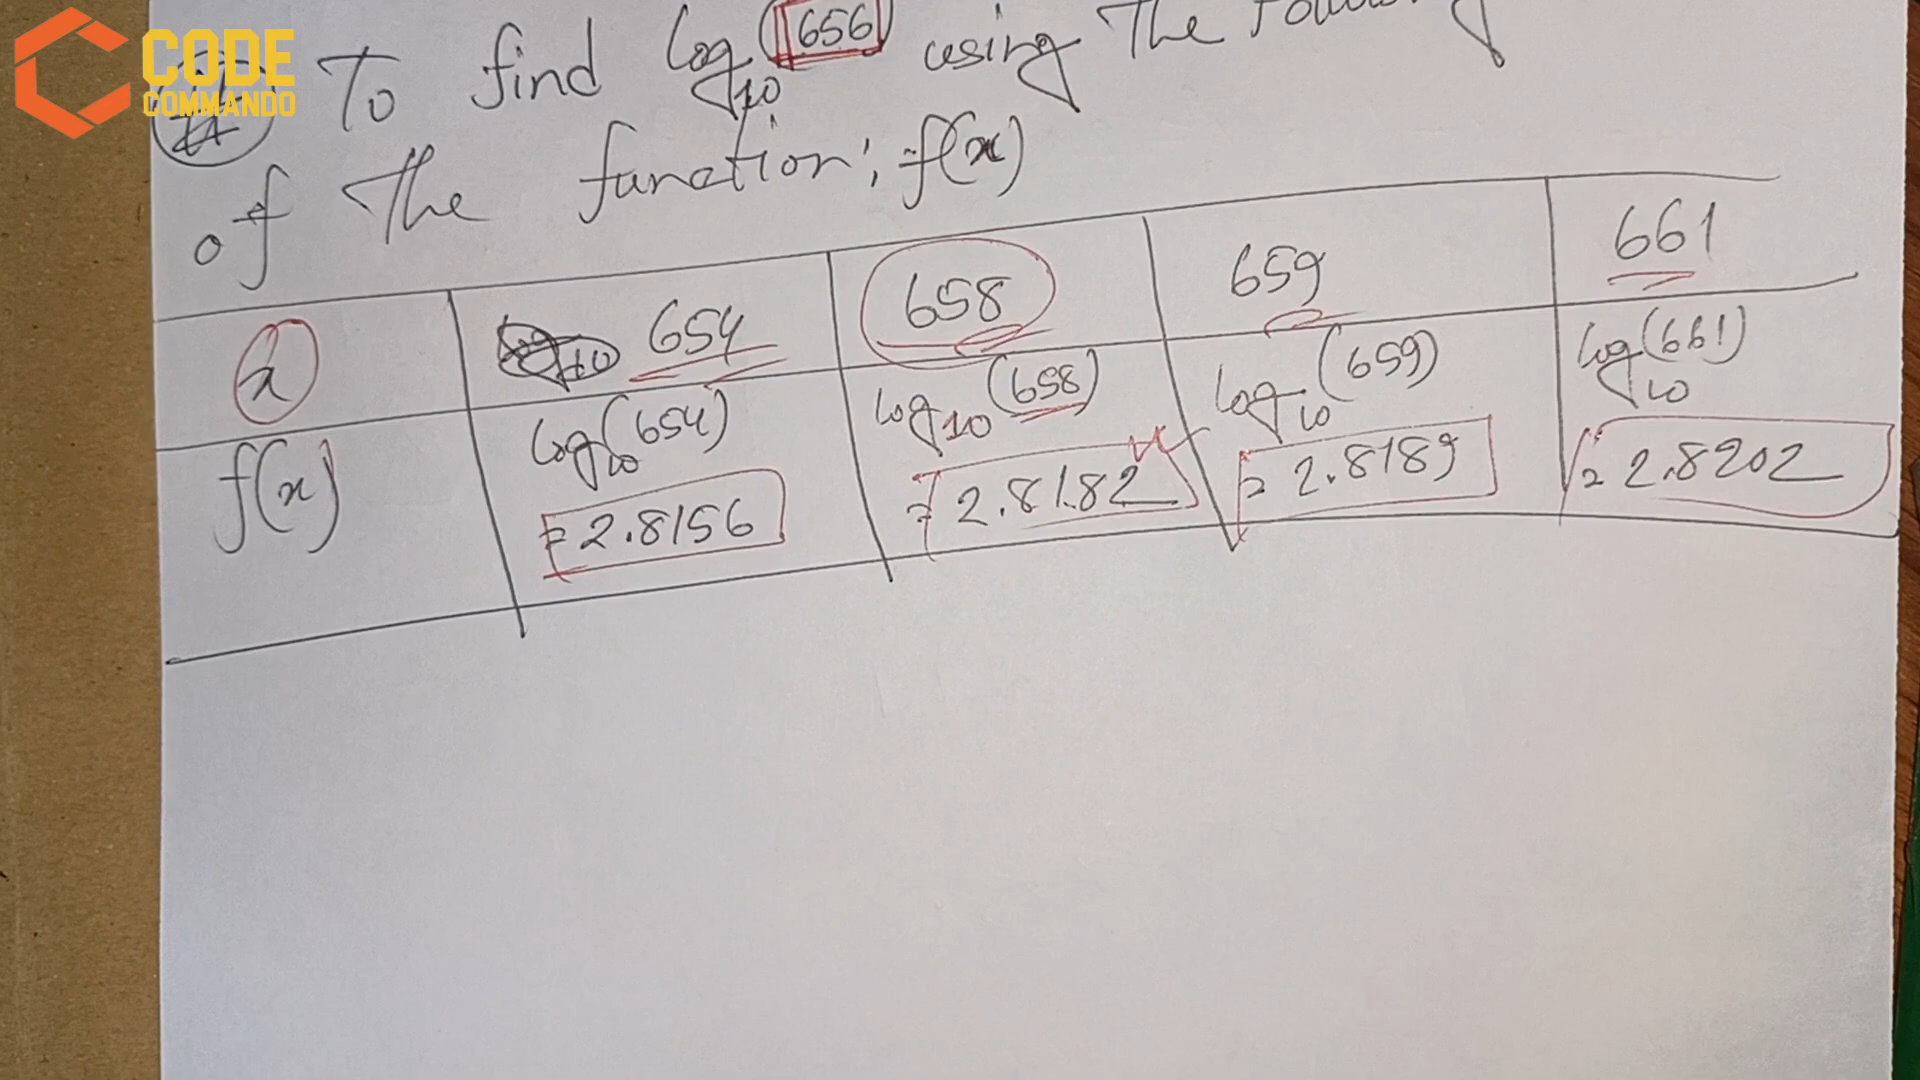 CODE
COMMANDO
# To find log10(656) using the following
of the function; f(x)
x 654 658 659 661
f(x) log10(654) log10(658) log10(659) log10(661)
= 2.8156 = 2.8182 = 2.8189 = 2.8202